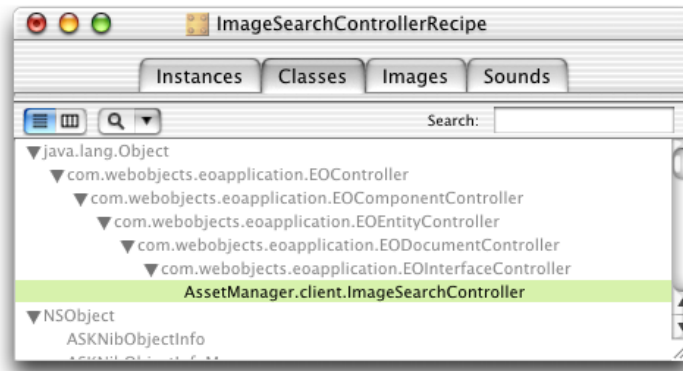 ImageSearchControllerRecipe
Instances Classes Images Sounds
Search:
java.lang.Object
com.webobjects.eoapplication.EOController
com.webobjects.eoapplication.EOComponentController
com.webobjects.eoapplication.EOEntityController
com.webobjects.eoapplication.EODocumentController
com.webobjects.eoapplication.EOInterfaceController
AssetManager.client.ImageSearchController
NSObject
ASKNibObjectInfo